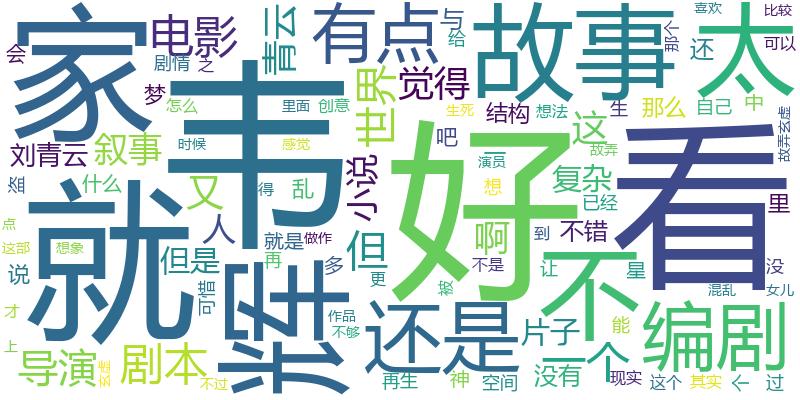 家 韦 就 辉 好 看 不 故事 太
电影 有点 青云 与 给 还 那个 喜欢 比较 可以
会 剧情 之 觉得 世界
梦 怎么 里面 创意 结构 想法 生 那么 自己 中
刘青云 叙事 时候 感觉 生死 吧 这 故弄玄虚
盗 什么 又 得 乱 小说 演员 故弄
想 复杂 已经 里
人 就是 做作 但 啊 到 不错 没
点 这部 想象 说 但是 再 多 更 不是 让 星 混乱 女儿
才 可惜 被 作品 不够 还是 片子 一个 能 编剧
上 导演 玄虚 剧本 不过 再生 神 空间 没有 现实 这个 其实 个 过